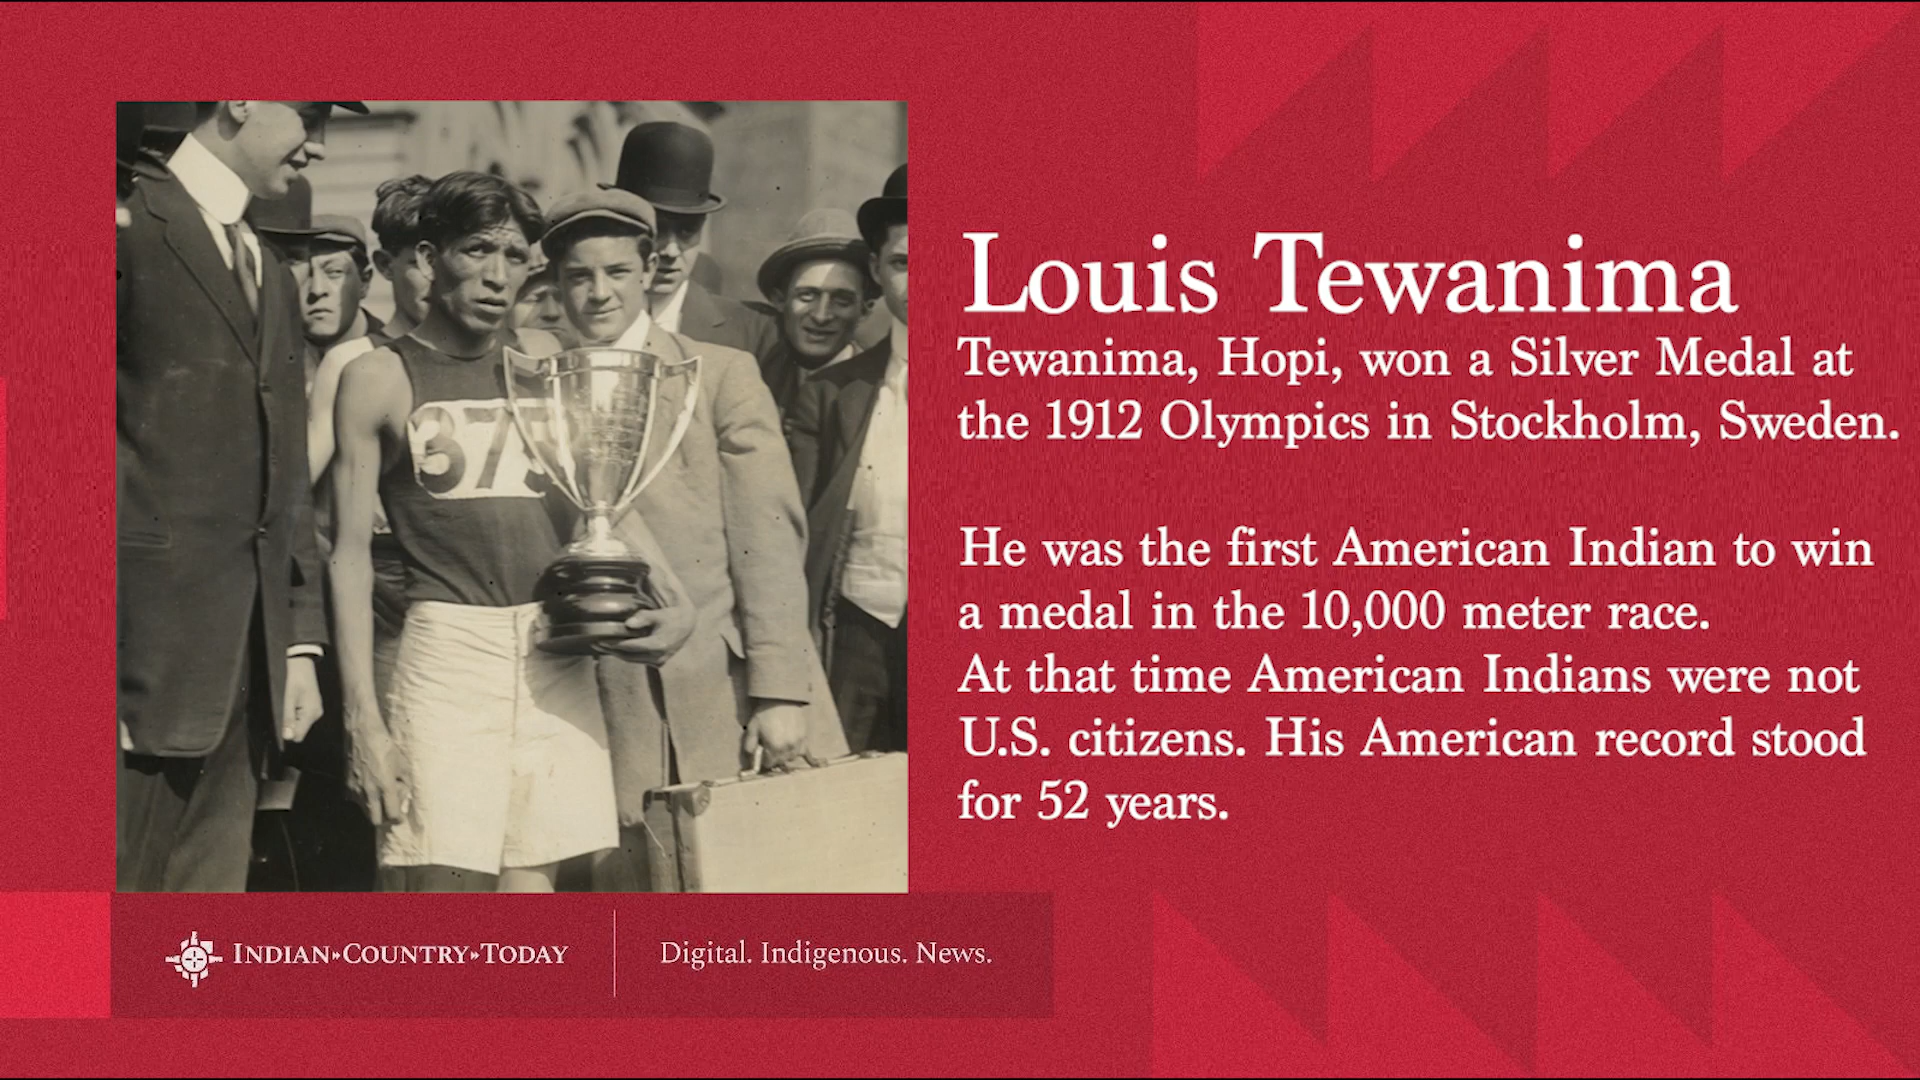 Louis Tewanima
Tewanima, Hopi, won a Silver Medal at
the 1912 Olympics in Stockholm, Sweden.
He was the first American Indian to win
a medal in the 10,000 meter race.
At that time American Indians were not
U.S. citizens. His American record stood
for 52 years.
375
INDIAN·COUNTRY·TODAY
Digital. Indigenous. News.